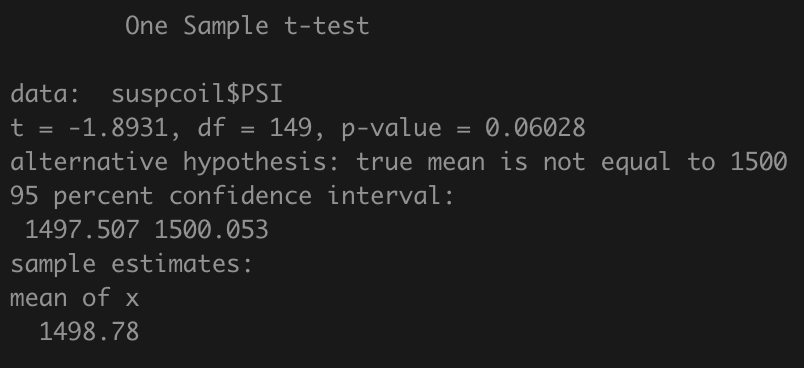 One Sample t-test
data:  suspcoil$PSI
t = -1.8931, df = 149, p-value = 0.06028
alternative hypothesis: true mean is not equal to 1500
95 percent confidence interval:
1497.507 1500.053
sample estimates:
mean of x
1498.78